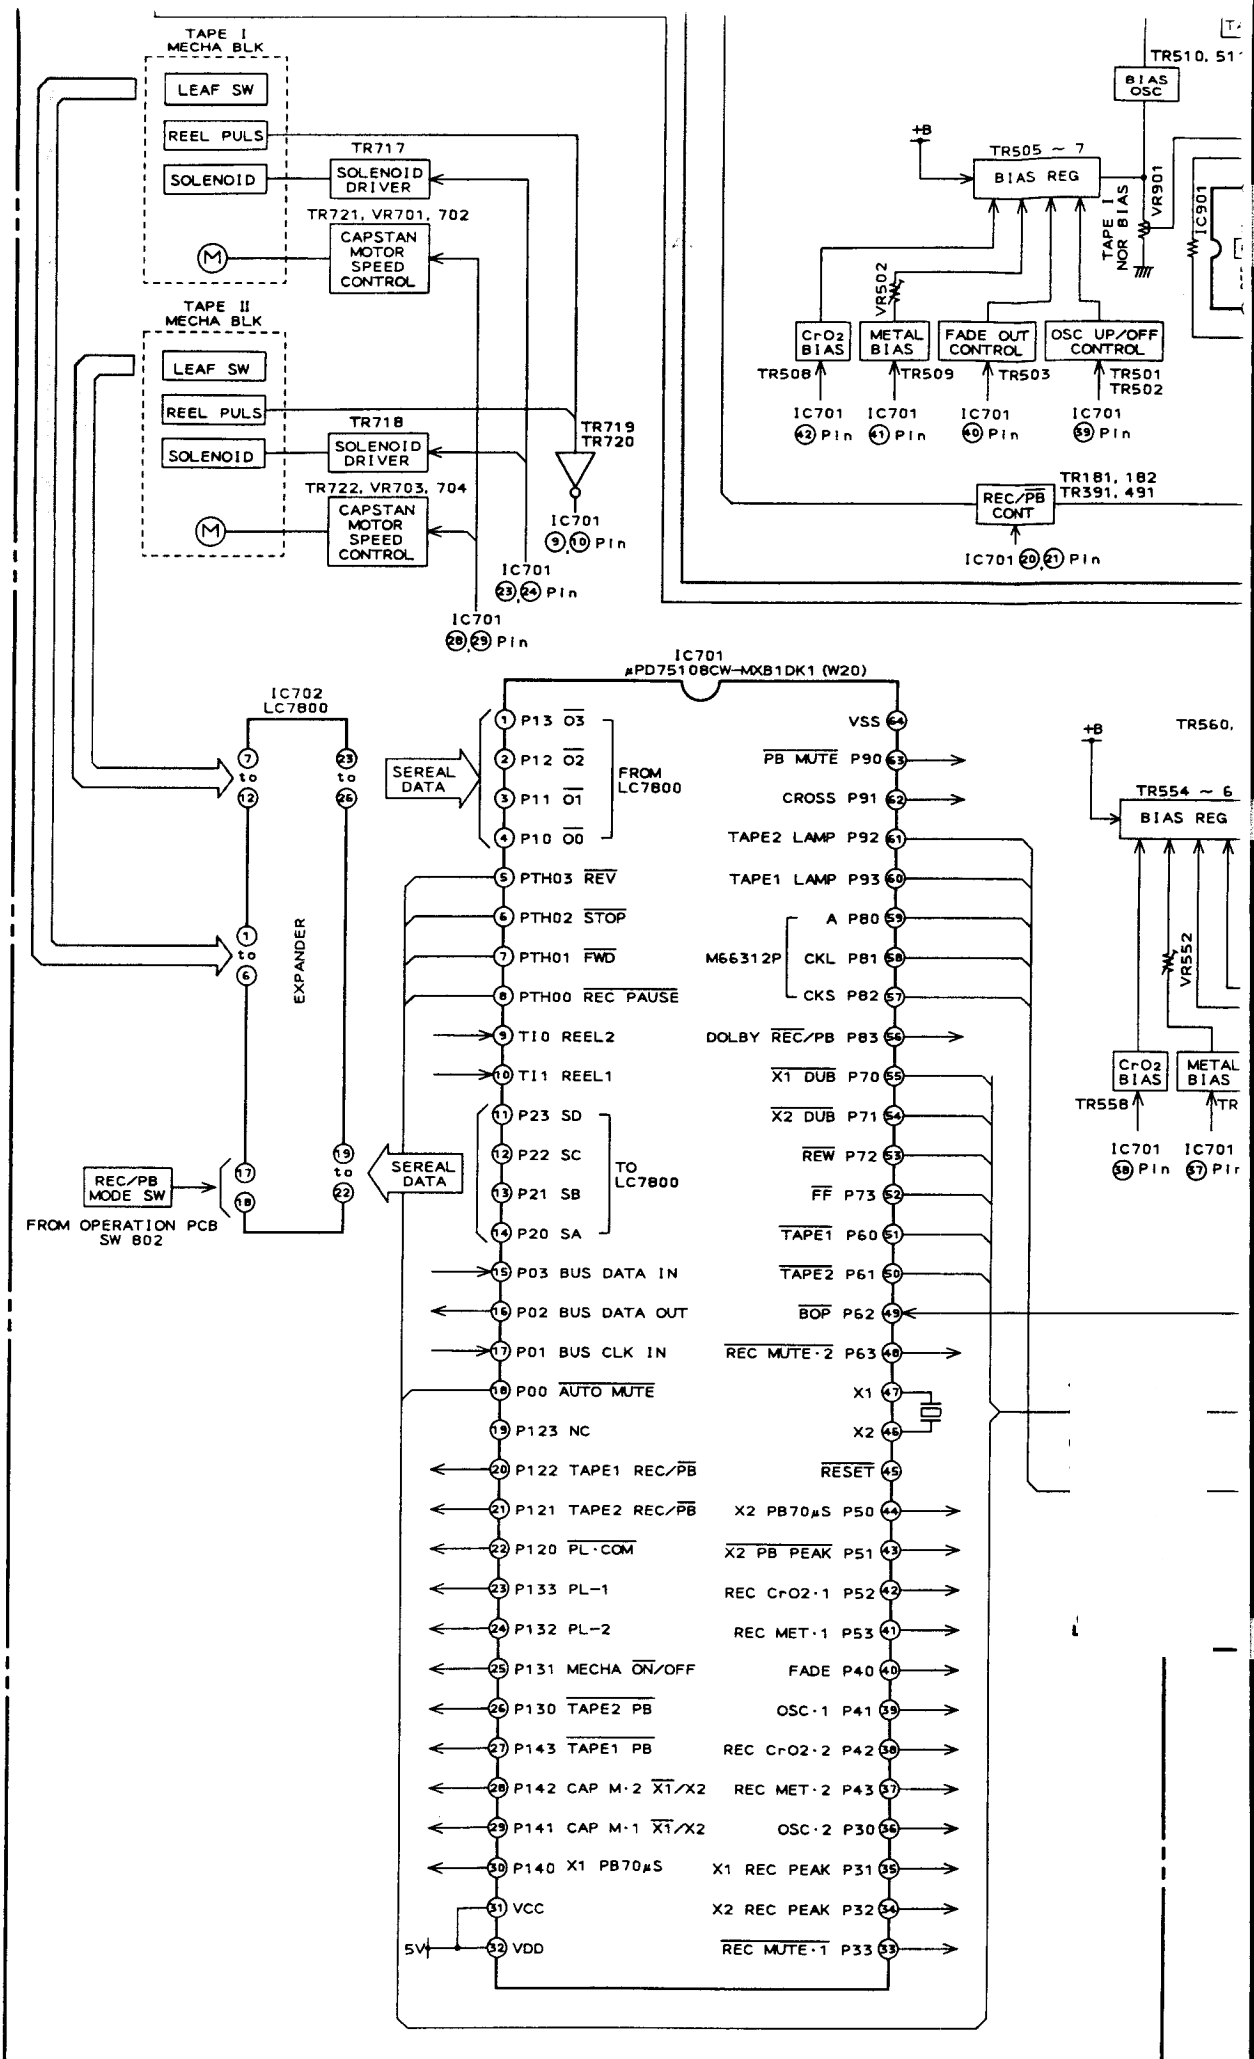 TAPE I
MECHA BLK
LEAF SW
REEL PULS
SOLENOID
TR717
SOLENOID
DRIVER
TR721, VR701, 702
CAPSTAN
MOTOR
SPEED
CONTROL
M
TAPE II
MECHA BLK
LEAF SW
REEL PULS
SOLENOID
TR718
SOLENOID
DRIVER
TR722, VR703, 704
CAPSTAN
MOTOR
SPEED
CONTROL
M
TR719
TR720
IC701
9,10 Pin
IC701
23,24 Pin
IC701
28,29 Pin
TR510, 51
BIAS
OSC
+B
TR505 ~ 7
BIAS REG
TAPE I
NOR BIAS
VR901
IC901
VR502
CrO2
BIAS
METAL
BIAS
FADE OUT
CONTROL
OSC UP/OFF
CONTROL
TR508
TR509
TR503
TR501
TR502
IC701
42 Pin
IC701
41 Pin
IC701
40 Pin
IC701
39 Pin
REC/PB
CONT
TR181, 182
TR391, 491
IC701 20,21 Pin
IC702
LC7800
7
to
12
23
to
26
1
to
6
EXPANDER
17
18
19
to
22
REC/PB
MODE SW
FROM OPERATION PCB
SW 802
SEREAL
DATA
SEREAL
DATA
IC701
μPD75108CW-MXB1DK1 (W20)
1 P13 O3
2 P12 O2
3 P11 O1
4 P10 O0
FROM
LC7800
5 PTH03 REV
6 PTH02 STOP
7 PTH01 FWD
8 PTH00 REC PAUSE
9 TI0 REEL2
10 TI1 REEL1
11 P23 SD
12 P22 SC
13 P21 SB
14 P20 SA
TO
LC7800
15 P03 BUS DATA IN
16 P02 BUS DATA OUT
17 P01 BUS CLK IN
18 P00 AUTO MUTE
19 P123 NC
20 P122 TAPE1 REC/PB
21 P121 TAPE2 REC/PB
22 P120 PL·COM
23 P133 PL-1
24 P132 PL-2
25 P131 MECHA ON/OFF
26 P130 TAPE2 PB
27 P143 TAPE1 PB
28 P142 CAP M·2 X1/X2
29 P141 CAP M·1 X1/X2
30 P140 X1 PB70μS
31 VCC
5V
32 VDD
VSS 64
PB MUTE P90 63
CROSS P91 62
TAPE2 LAMP P92 61
TAPE1 LAMP P93 60
A P80 59
M66312P CKL P81 58
CKS P82 57
DOLBY REC/PB P83 56
X1 DUB P70 55
X2 DUB P71 54
REW P72 53
FF P73 52
TAPE1 P60 51
TAPE2 P61 50
BOP P62 49
REC MUTE·2 P63 48
X1 47
X2 46
RESET 45
X2 PB70μS P50 44
X2 PB PEAK P51 43
REC CrO2·1 P52 42
REC MET·1 P53 41
FADE P40 40
OSC·1 P41 39
REC CrO2·2 P42 38
REC MET·2 P43 37
OSC·2 P30 36
X1 REC PEAK P31 35
X2 REC PEAK P32 34
REC MUTE·1 P33 33
TR560,
+B
TR554 ~ 6
BIAS REG
VR552
CrO2
BIAS
METAL
BIAS
TR558
TR
IC701
38 Pin
IC701
37 Pin